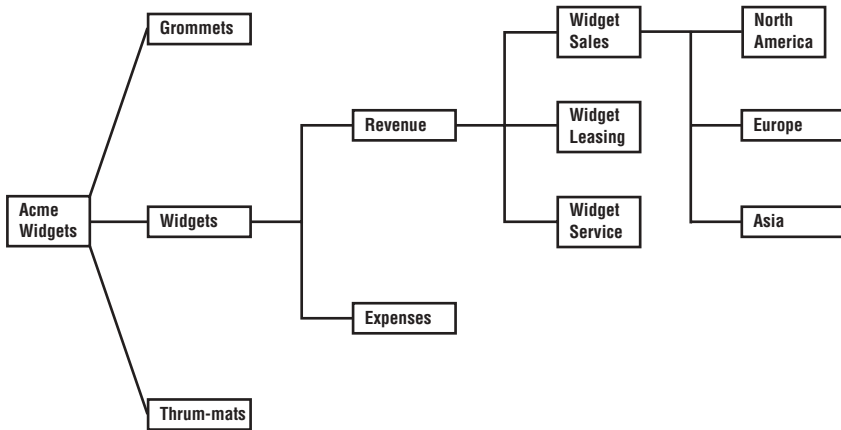 Grommets
Widget
Sales
North
America
Revenue
Widget
Leasing
Europe
Acme
Widgets
Widgets
Widget
Service
Asia
Expenses
Thrum-mats